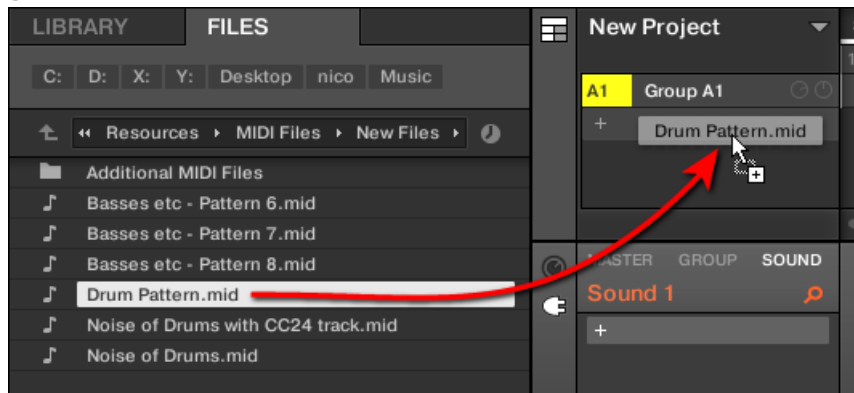 LIBRARY FILES
C: D: X: Y: Desktop nico Music
Resources MIDI Files New Files
Additional MIDI Files
Basses etc - Pattern 6.mid
Basses etc - Pattern 7.mid
Basses etc - Pattern 8.mid
Drum Pattern.mid
Noise of Drums with CC24 track.mid
Noise of Drums.mid
New Project
A1 Group A1
+ Drum Pattern.mid
MASTER GROUP SOUND
Sound 1
+